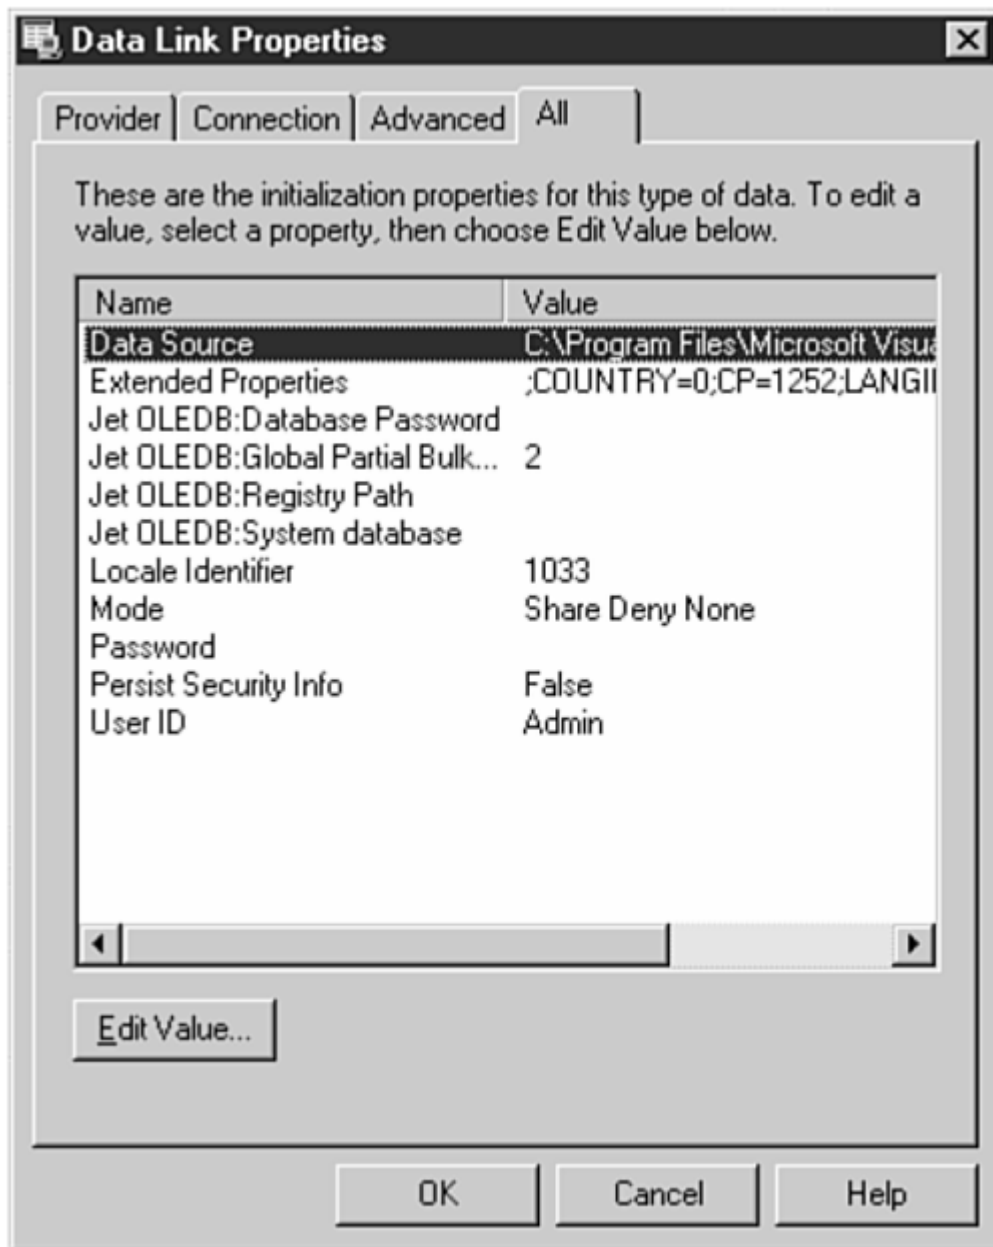 Data Link Properties
Provider Connection Advanced All
These are the initialization properties for this type of data. To edit a
value, select a property, then choose Edit Value below.
Name Value
Data Source C:\Program Files\Microsoft Visua
Extended Properties ;COUNTRY=0;CP=1252;LANGI
Jet OLEDB:Database Password
Jet OLEDB:Global Partial Bulk... 2
Jet OLEDB:Registry Path
Jet OLEDB:System database
Locale Identifier 1033
Mode Share Deny None
Password
Persist Security Info False
User ID Admin
Edit Value...
OK Cancel Help